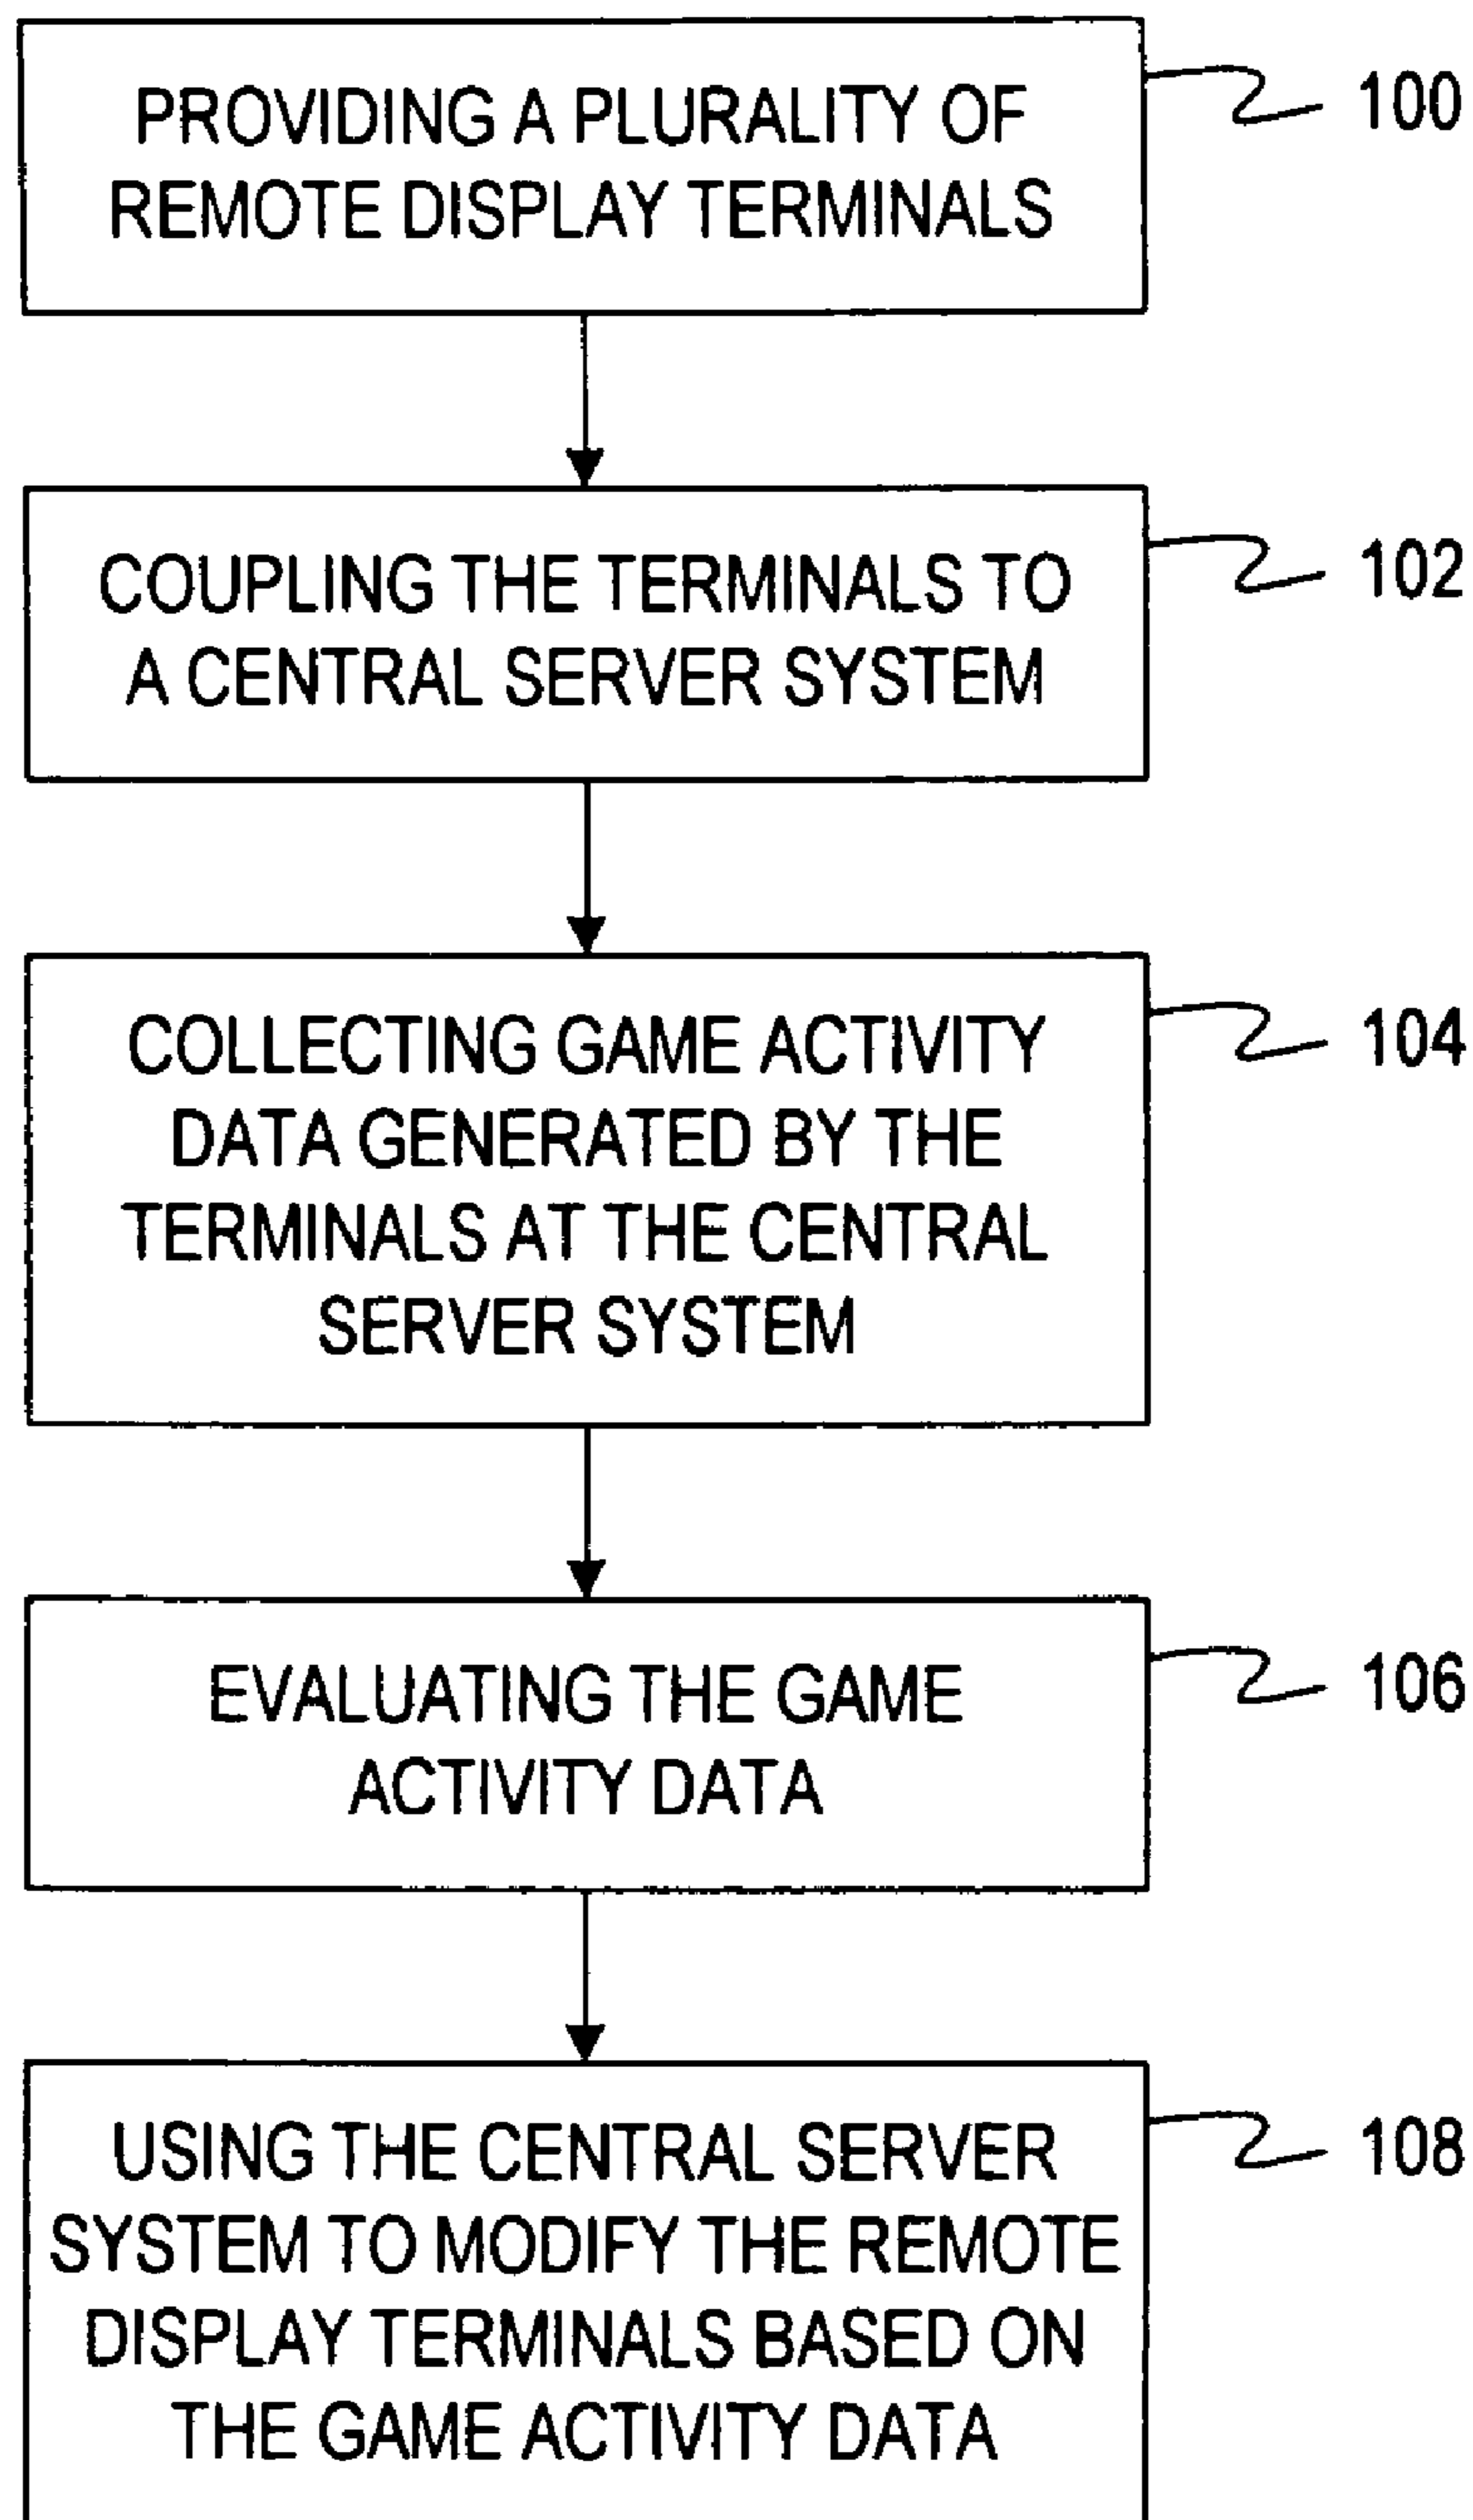 PROVIDING A PLURALITY OF
REMOTE DISPLAY TERMINALS
100
COUPLING THE TERMINALS TO
A CENTRAL SERVER SYSTEM
102
COLLECTING GAME ACTIVITY
DATA GENERATED BY THE
TERMINALS AT THE CENTRAL
SERVER SYSTEM
104
EVALUATING THE GAME
ACTIVITY DATA
106
USING THE CENTRAL SERVER
SYSTEM TO MODIFY THE REMOTE
DISPLAY TERMINALS BASED ON
THE GAME ACTIVITY DATA
108